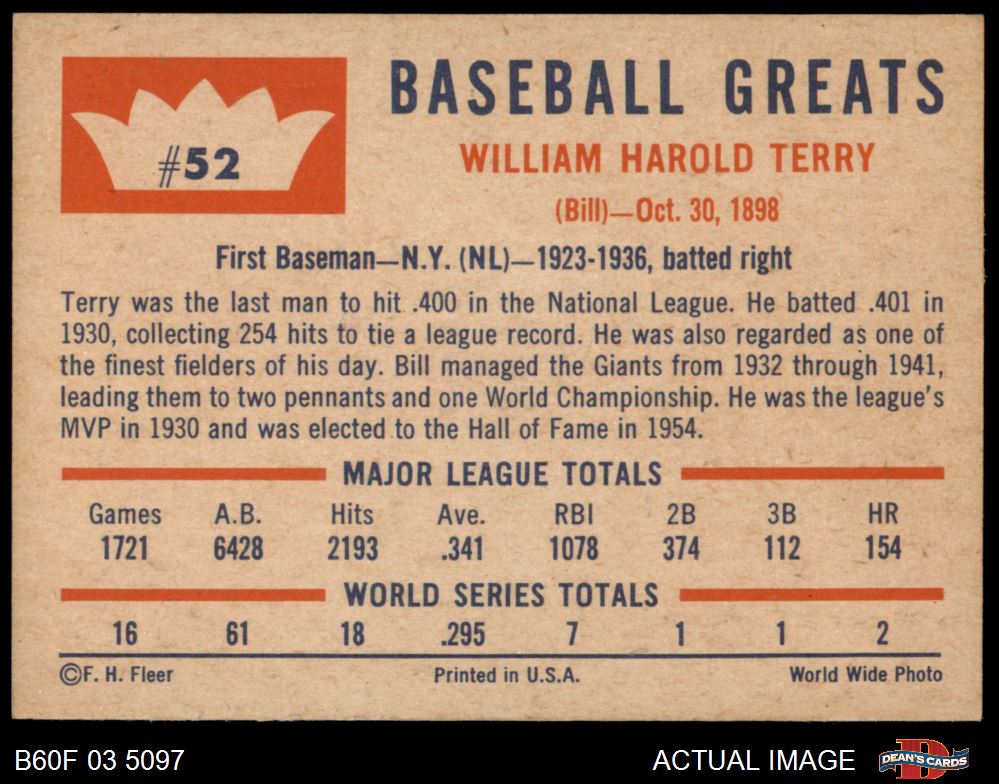 #52
BASEBALL GREATS
WILLIAM HAROLD TERRY
(Bill)—Oct. 30, 1898
First Baseman—N.Y. (NL)—1923-1936, batted right
Terry was the last man to hit .400 in the National League. He batted .401 in
1930, collecting 254 hits to tie a league record. He was also regarded as one of
the finest fielders of his day. Bill managed the Giants from 1932 through 1941,
leading them to two pennants and one World Championship. He was the league's
MVP in 1930 and was elected to the Hall of Fame in 1954.
MAJOR LEAGUE TOTALS
Games A.B. Hits Ave. RBI 2B 3B HR
1721 6428 2193 .341 1078 374 112 154
WORLD SERIES TOTALS
16 61 18 .295 7 1 1 2
©F. H. Fleer Printed in U.S.A. World Wide Photo
B60F 03 5097 ACTUAL IMAGE D DEAN'S CARDS